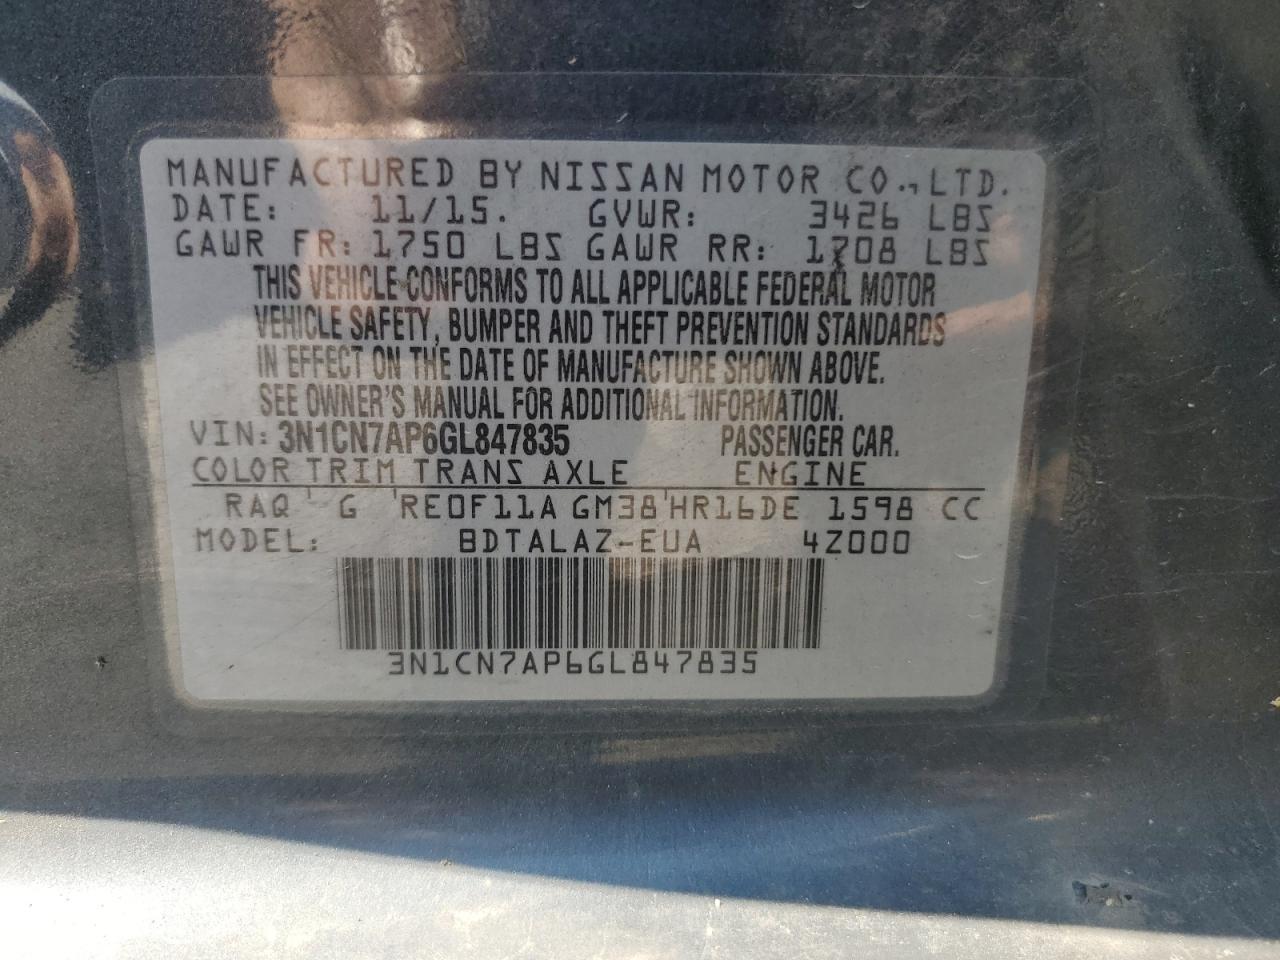 MANUFACTURED BY NISSAN MOTOR CO., LTD.
DATE: 11/15. GVWR: 3426 LBS
GAWR FR: 1750 LBS GAWR RR: 1708 LBS
THIS VEHICLE CONFORMS TO ALL APPLICABLE FEDERAL MOTOR
VEHICLE SAFETY, BUMPER AND THEFT PREVENTION STANDARDS
IN EFFECT ON THE DATE OF MANUFACTURE SHOWN ABOVE.
SEE OWNER'S MANUAL FOR ADDITIONAL INFORMATION.
VIN: 3N1CN7AP6GL847835 PASSENGER CAR.
COLOR TRIM TRANS AXLE ENGINE
RAQ ' G ' RE0F11A GM38 ' HR16DE 1598 CC
MODEL: BDTALAZ-EUA 4Z000
3N1CN7AP6GL847835